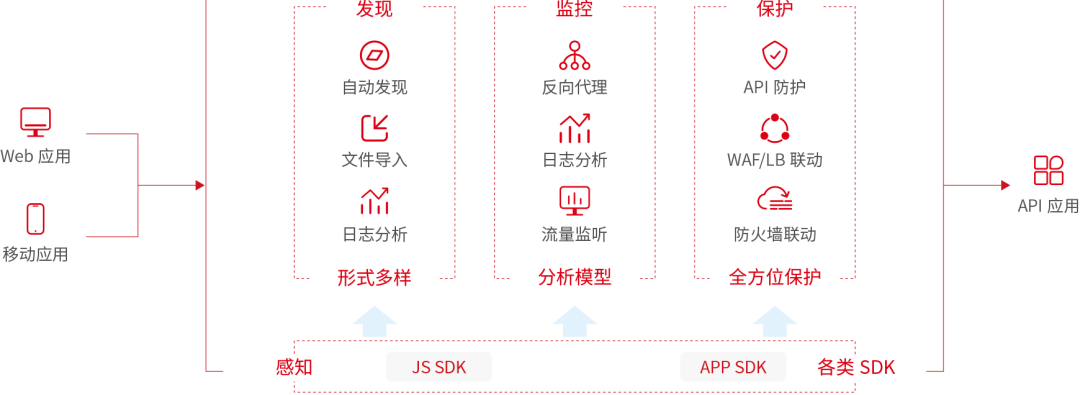 发现
监控
保护
自动发现
反向代理
API 防护
Web 应用
文件导入
日志分析
WAF/LB 联动
API 应用
移动应用
日志分析
流量监听
防火墙联动
形式多样
分析模型
全方位保护
感知
JS SDK
APP SDK
各类 SDK